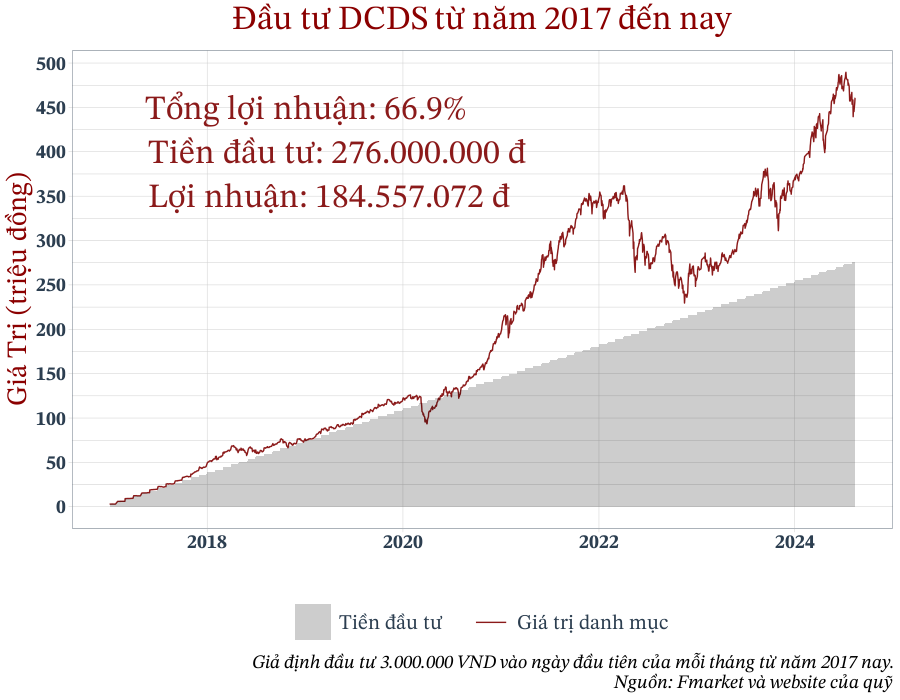 Đầu tư DCDS từ năm 2017 đến nay
Tổng lợi nhuận: 66.9%
Tiền đầu tư: 276.000.000 đ
Lợi nhuận: 184.557.072 đ
Giá Trị (triệu đồng)
500
450
400
350
300
250
200
150
100
50
0
2018 2020 2022 2024
Tiền đầu tư Giá trị danh mục
Giả định đầu tư 3.000.000 VND vào ngày đầu tiên của mỗi tháng từ năm 2017 nay.
Nguồn: Fmarket và website của quỹ